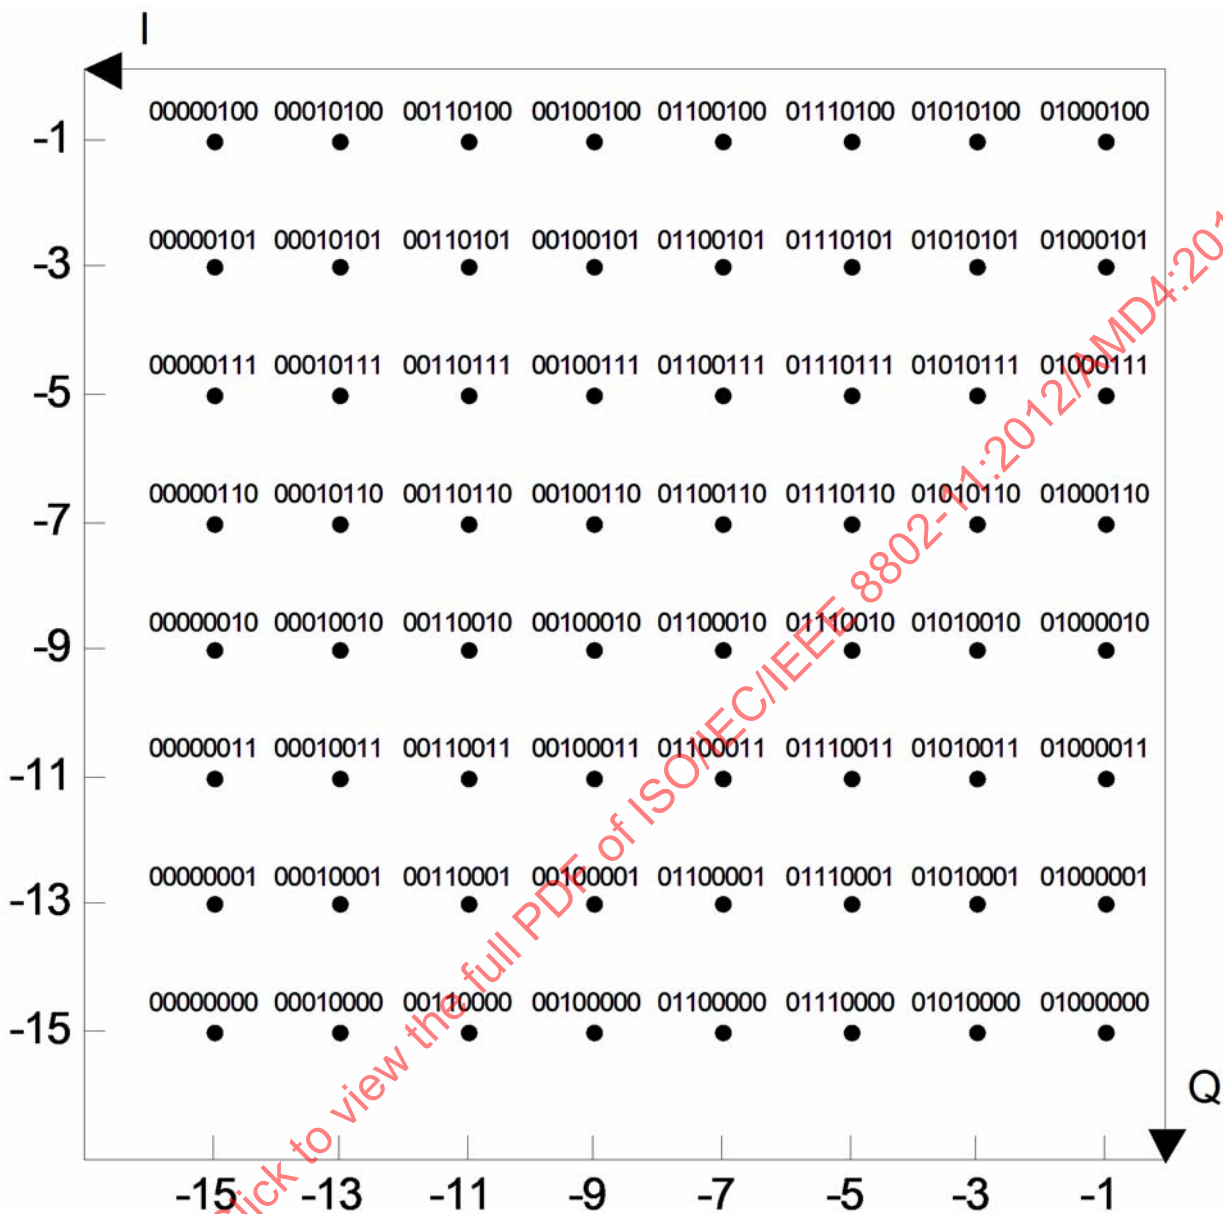 I
00000100 00010100 00110100 00100100 01100100 01110100 01010100 01000100
-1
00000101 00010101 00110101 00100101 01100101 01110101 01010101 01000101
-3
00000111 00010111 00110111 00100111 01100111 01110111 01010111 01000111
-5
00000110 00010110 00110110 00100110 01100110 01110110 01010110 01000110
-7
00000010 00010010 00110010 00100010 01100010 01110010 01010010 01000010
-9
00000011 00010011 00110011 00100011 01100011 01110011 01010011 01000011
-11
00000001 00010001 00110001 00100001 01100001 01110001 01010001 01000001
-13
00000000 00010000 00110000 00100000 01100000 01110000 01010000 01000000
-15
Q
-15 -13 -11 -9 -7 -5 -3 -1
click to view the full PDF of ISO/IEC/IEEE 8802-11:2012/AMD4:201